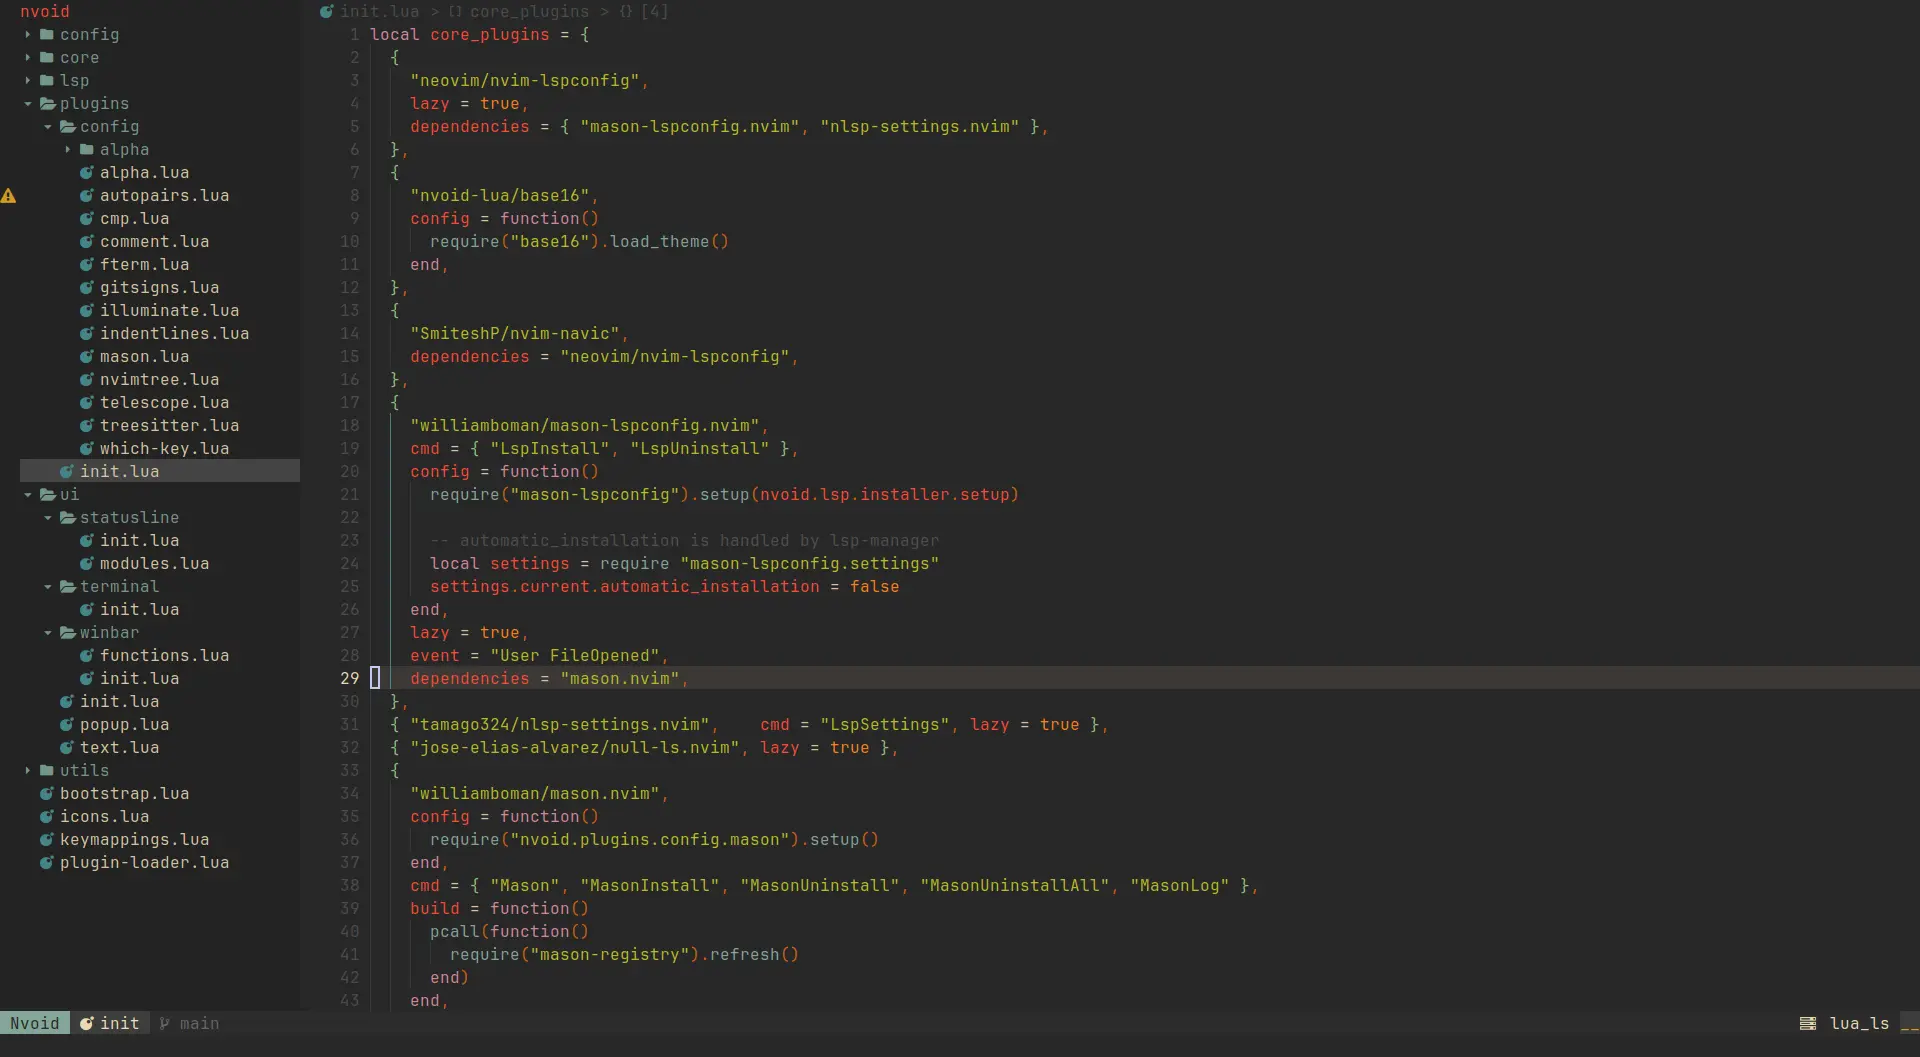 nvoid
config
core
lsp
plugins
config
alpha
alpha.lua
autopairs.lua
cmp.lua
comment.lua
fterm.lua
gitsigns.lua
illuminate.lua
indentlines.lua
mason.lua
nvimtree.lua
telescope.lua
treesitter.lua
which-key.lua
init.lua
ui
statusline
init.lua
modules.lua
terminal
init.lua
winbar
functions.lua
init.lua
init.lua
popup.lua
text.lua
utils
bootstrap.lua
icons.lua
keymappings.lua
plugin-loader.lua
init.lua > [] core_plugins > {} [4]
1 local core_plugins = {
2 {
3 "neovim/nvim-lspconfig",
4 lazy = true,
5 dependencies = { "mason-lspconfig.nvim", "nlsp-settings.nvim" },
6 },
7 {
8 "nvoid-lua/base16",
9 config = function()
10 require("base16").load_theme()
11 end,
12 },
13 {
14 "SmiteshP/nvim-navic",
15 dependencies = "neovim/nvim-lspconfig",
16 },
17 {
18 "williamboman/mason-lspconfig.nvim",
19 cmd = { "LspInstall", "LspUninstall" },
20 config = function()
21 require("mason-lspconfig").setup(nvoid.lsp.installer.setup)
22
23 -- automatic_installation is handled by lsp-manager
24 local settings = require "mason-lspconfig.settings"
25 settings.current.automatic_installation = false
26 end,
27 lazy = true,
28 event = "User FileOpened",
29 dependencies = "mason.nvim",
30 },
31 { "tamago324/nlsp-settings.nvim", cmd = "LspSettings", lazy = true },
32 { "jose-elias-alvarez/null-ls.nvim", lazy = true },
33 {
34 "williamboman/mason.nvim",
35 config = function()
36 require("nvoid.plugins.config.mason").setup()
37 end,
38 cmd = { "Mason", "MasonInstall", "MasonUninstall", "MasonUninstallAll", "MasonLog" },
39 build = function()
40 pcall(function()
41 require("mason-registry").refresh()
42 end)
43 end,
Nvoid init main lua_ls __